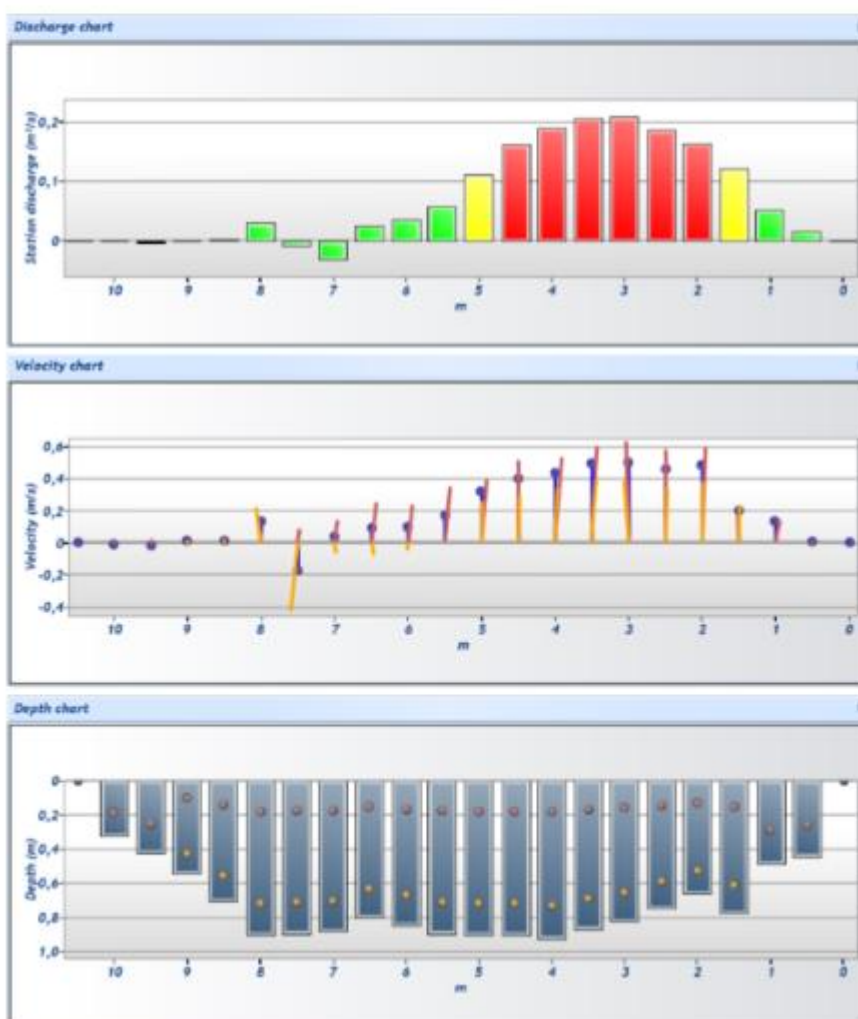 Discharge chart
Station discharge (m³/s)
0,2
0,1
0
10 9 8 7 6 5 4 3 2 1 0
m
Velocity chart
Velocity (m/s)
0,6
0,4
0,2
0
-0,2
-0,4
10 9 8 7 6 5 4 3 2 1 0
m
Depth chart
Depth (m)
0
0,2
0,4
0,6
0,8
1,0
10 9 8 7 6 5 4 3 2 1 0
m